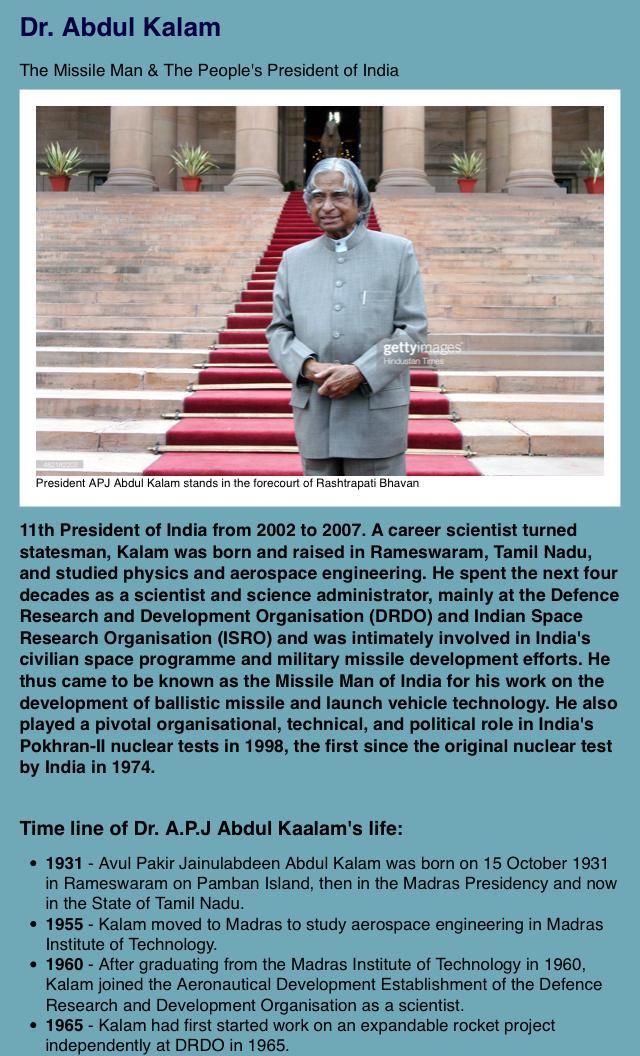 Dr. Abdul Kalam
The Missile Man & The People's President of India
gettyimages
Hindustan Times
President APJ Abdul Kalam stands in the forecourt of Rashtrapati Bhavan
11th President of India from 2002 to 2007. A career scientist turned
statesman, Kalam was born and raised in Rameswaram, Tamil Nadu,
and studied physics and aerospace engineering. He spent the next four
decades as a scientist and science administrator, mainly at the Defence
Research and Development Organisation (DRDO) and Indian Space
Research Organisation (ISRO) and was intimately involved in India's
civilian space programme and military missile development efforts. He
thus came to be known as the Missile Man of India for his work on the
development of ballistic missile and launch vehicle technology. He also
played a pivotal organisational, technical, and political role in India's
Pokhran-II nuclear tests in 1998, the first since the original nuclear test
by India in 1974.
Time line of Dr. A.P.J Abdul Kaalam's life:
• 1931 - Avul Pakir Jainulabdeen Abdul Kalam was born on 15 October 1931
in Rameswaram on Pamban Island, then in the Madras Presidency and now
in the State of Tamil Nadu.
• 1955 - Kalam moved to Madras to study aerospace engineering in Madras
Institute of Technology.
• 1960 - After graduating from the Madras Institute of Technology in 1960,
Kalam joined the Aeronautical Development Establishment of the Defence
Research and Development Organisation as a scientist.
• 1965 - Kalam had first started work on an expandable rocket project
independently at DRDO in 1965.